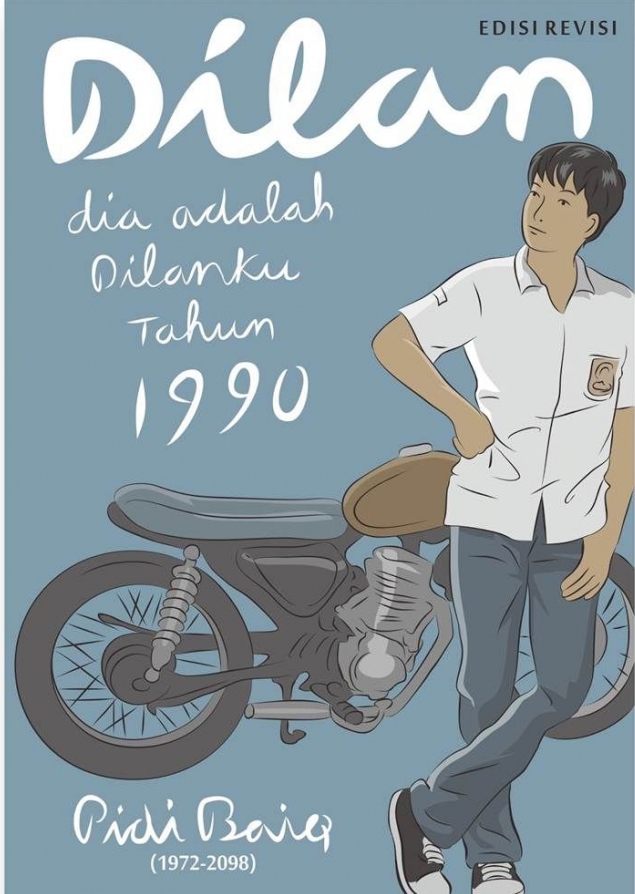 EDISI REVISI
Dilan
dia adalah
Dilanku
Tahun
1990
Pidi Baiq
(1972-2098)